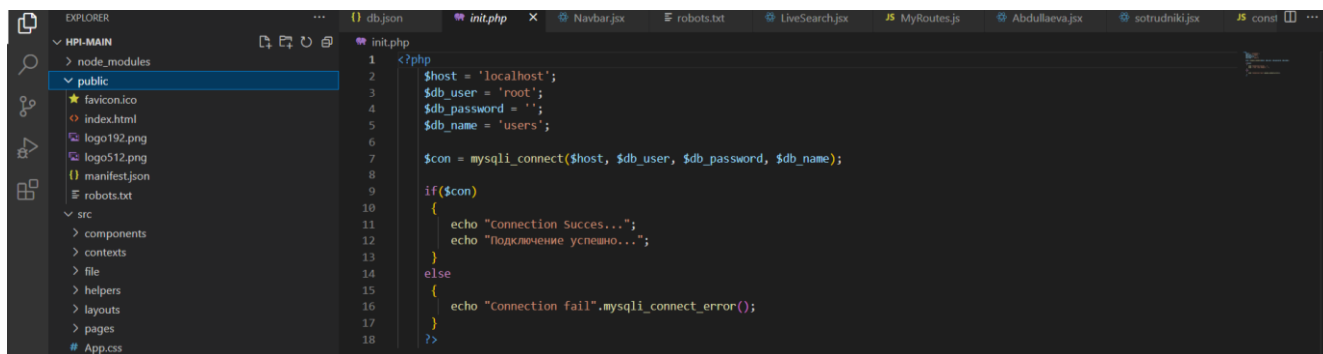 EXPLORER ...
HPI-MAIN
> node_modules
public
favicon.ico
index.html
logo192.png
logo512.png
manifest.json
robots.txt
src
> components
> contexts
> file
> helpers
> layouts
> pages
# App.css
{} db.json init.php X Navbar.jsx robots.txt LiveSearch.jsx JS MyRoutes.js Abdullaeva.jsx sotrudniki.jsx JS const ...
init.php
1 <?php
2 $host = 'localhost';
3 $db_user = 'root';
4 $db_password = '';
5 $db_name = 'users';
6
7 $con = mysqli_connect($host, $db_user, $db_password, $db_name);
8
9 if($con)
10 {
11 echo "Connection Succes...";
12 echo "Подключение успешно...";
13 }
14 else
15 {
16 echo "Connection fail".mysqli_connect_error();
17 }
18 ?>